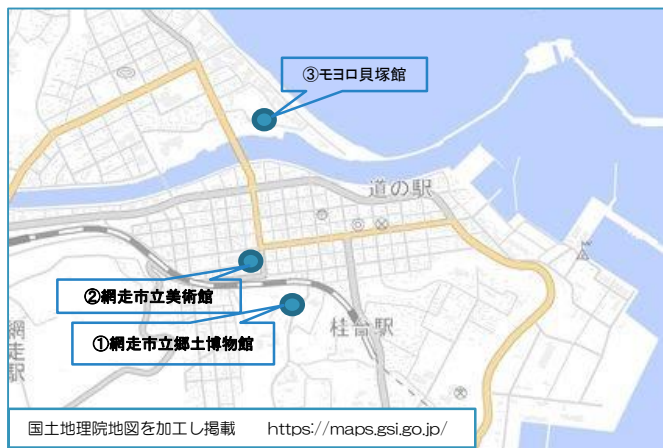 ③モヨロ貝塚館
道の駅
②網走市立美術館
①網走市立郷土博物館
桂台駅
網走駅
国土地理院地図を加工し掲載　　https://maps.gsi.go.jp/